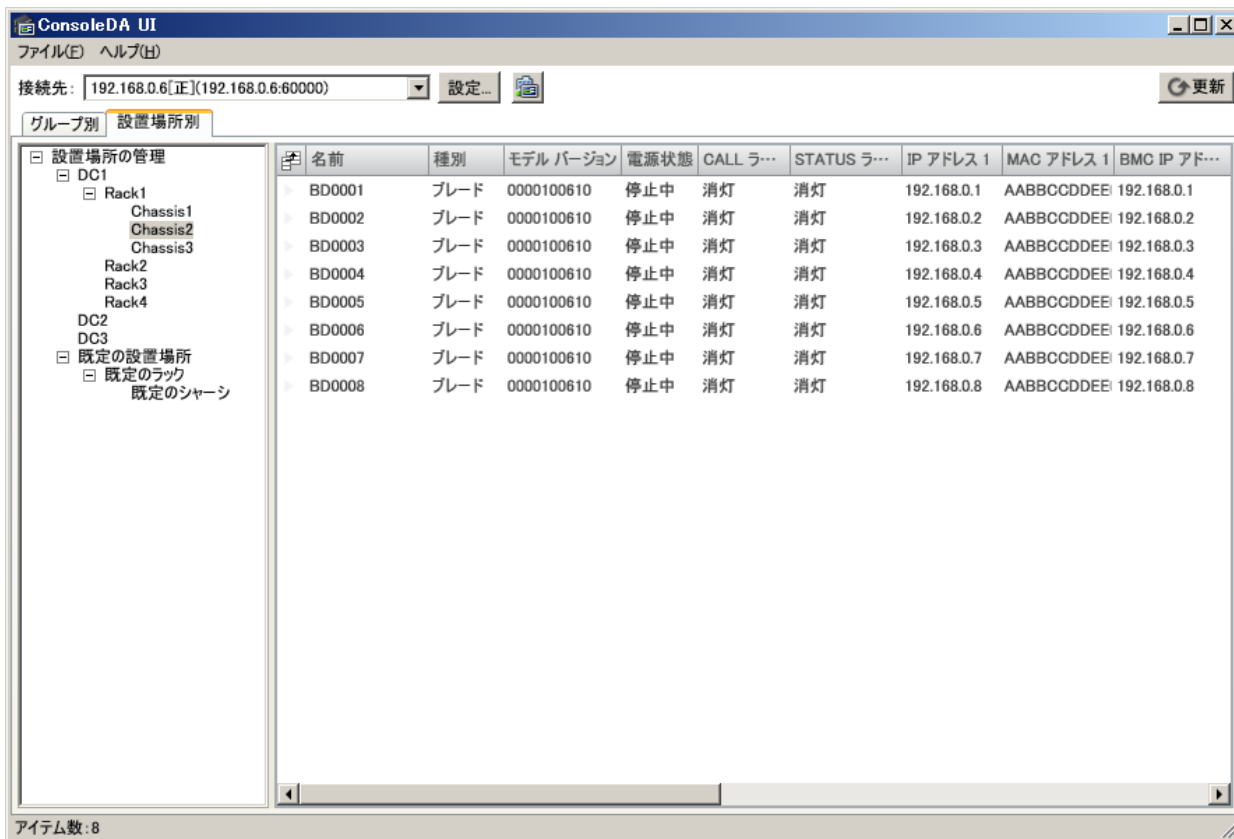 ConsoleDA UI
ファイル(F) ヘルプ(H)
接続先: 192.168.0.6[正](192.168.0.6:60000) 設定... 更新
グループ別 設置場所別
設置場所の管理
DC1
Rack1
Chassis1
Chassis2
Chassis3
Rack2
Rack3
Rack4
DC2
DC3
既定の設置場所
既定のラック
既定のシャーシ
名前 種別 モデル バージョン 電源状態 CALL ラ… STATUS ラ… IP アドレス 1 MAC アドレス 1 BMC IP アド…
BD0001 ブレード 0000100610 停止中 消灯 消灯 192.168.0.1 AABBCCDDEE 192.168.0.1
BD0002 ブレード 0000100610 停止中 消灯 消灯 192.168.0.2 AABBCCDDEE 192.168.0.2
BD0003 ブレード 0000100610 停止中 消灯 消灯 192.168.0.3 AABBCCDDEE 192.168.0.3
BD0004 ブレード 0000100610 停止中 消灯 消灯 192.168.0.4 AABBCCDDEE 192.168.0.4
BD0005 ブレード 0000100610 停止中 消灯 消灯 192.168.0.5 AABBCCDDEE 192.168.0.5
BD0006 ブレード 0000100610 停止中 消灯 消灯 192.168.0.6 AABBCCDDEE 192.168.0.6
BD0007 ブレード 0000100610 停止中 消灯 消灯 192.168.0.7 AABBCCDDEE 192.168.0.7
BD0008 ブレード 0000100610 停止中 消灯 消灯 192.168.0.8 AABBCCDDEE 192.168.0.8
アイテム数:8